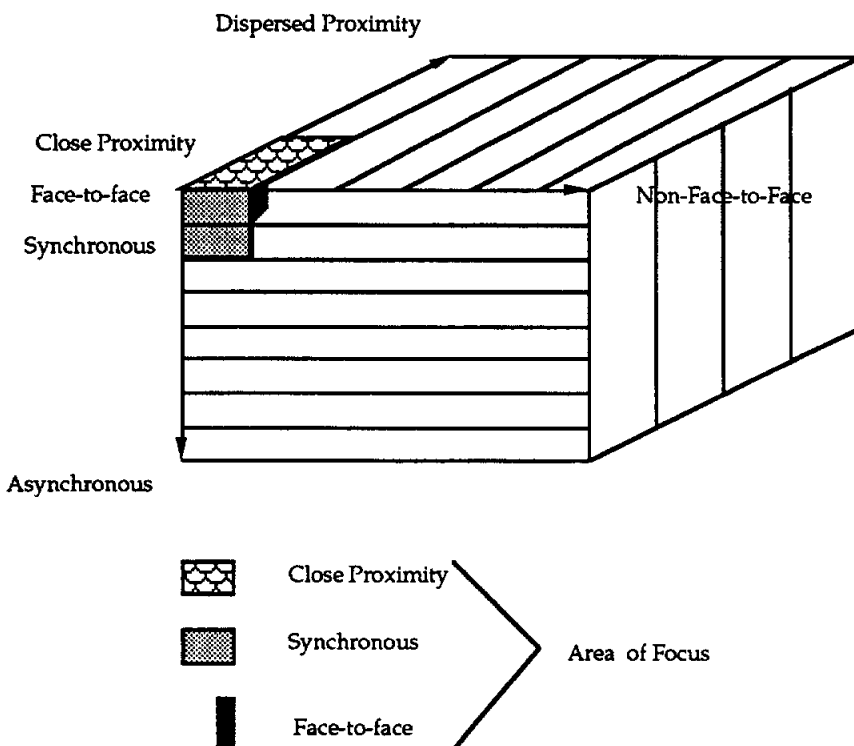 Dispersed Proximity
Close Proximity
Face-to-face
Non-Face-to-Face
Synchronous
Asynchronous
Close Proximity
Synchronous
Area of Focus
Face-to-face